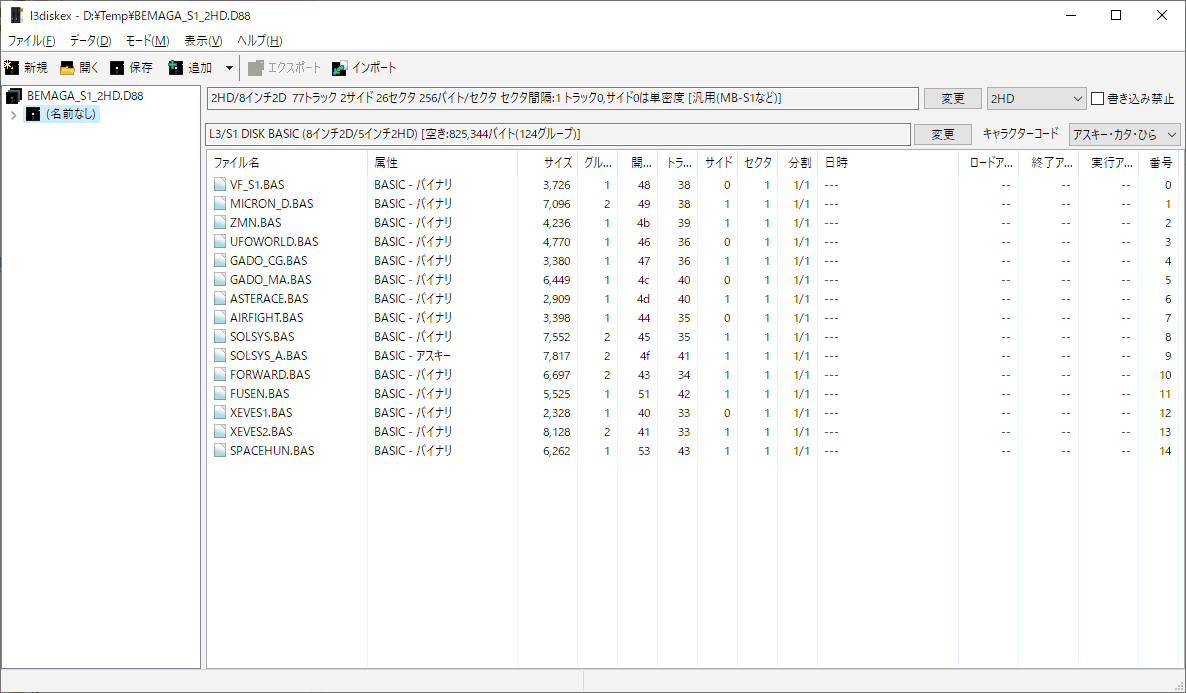 l3diskex - D:¥Temp¥BEMAGA_S1_2HD.D88
ファイル(F) データ(D) モード(M) 表示(V) ヘルプ(H)
新規 開く 保存 追加 エクスポート インポート
BEMAGA_S1_2HD.D88
(名前なし)
2HD/8インチ2D 77トラック 2サイド 26セクタ 256バイト/セクタ セクタ間隔:1 トラック0,サイド0は単密度 [汎用(MB-S1など)] 変更 2HD 書き込み禁止
L3/S1 DISK BASIC (8インチ2D/5インチ2HD) [空き:825,344バイト(124グループ)] 変更 キャラクターコード アスキー・カタ・ひら
ファイル名 属性 サイズ グル... 開... トラ... サイド セクタ 分割 日時 ロードア... 終了ア... 実行ア... 番号
VF_S1.BAS BASIC - バイナリ 3,726 1 48 38 0 1 1/1 --- -- -- -- 0
MICRON_D.BAS BASIC - バイナリ 7,096 2 49 38 1 1 1/1 --- -- -- -- 1
ZMN.BAS BASIC - バイナリ 4,236 1 4b 39 1 1 1/1 --- -- -- -- 2
UFOWORLD.BAS BASIC - バイナリ 4,770 1 46 36 0 1 1/1 --- -- -- -- 3
GADO_CG.BAS BASIC - バイナリ 3,380 1 47 36 1 1 1/1 --- -- -- -- 4
GADO_MA.BAS BASIC - バイナリ 6,449 1 4c 40 0 1 1/1 --- -- -- -- 5
ASTERACE.BAS BASIC - バイナリ 2,909 1 4d 40 1 1 1/1 --- -- -- -- 6
AIRFIGHT.BAS BASIC - バイナリ 3,398 1 44 35 0 1 1/1 --- -- -- -- 7
SOLSYS.BAS BASIC - バイナリ 7,552 2 45 35 1 1 1/1 --- -- -- -- 8
SOLSYS_A.BAS BASIC - アスキー 7,817 2 4f 41 1 1 1/1 --- -- -- -- 9
FORWARD.BAS BASIC - バイナリ 6,697 2 43 34 1 1 1/1 --- -- -- -- 10
FUSEN.BAS BASIC - バイナリ 5,525 1 51 42 1 1 1/1 --- -- -- -- 11
XEVES1.BAS BASIC - バイナリ 2,328 1 40 33 0 1 1/1 --- -- -- -- 12
XEVES2.BAS BASIC - バイナリ 8,128 2 41 33 1 1 1/1 --- -- -- -- 13
SPACEHUN.BAS BASIC - バイナリ 6,262 1 53 43 1 1 1/1 --- -- -- -- 14